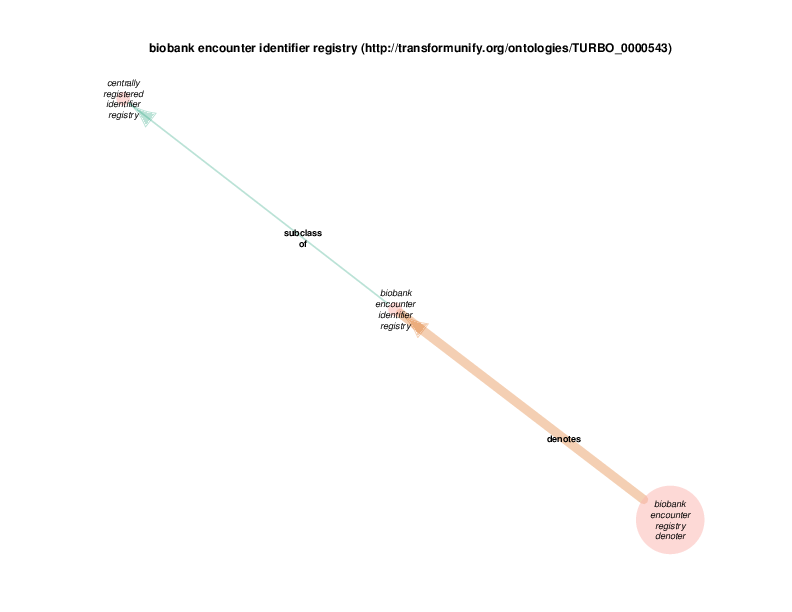 biobank encounter identifier registry (http://transformunify.org/ontologies/TURBO_0000543)
centrally
registered
identifier
registry
subclass
of
biobank
encounter
identifier
registry
denotes
biobank
encounter
registry
denoter